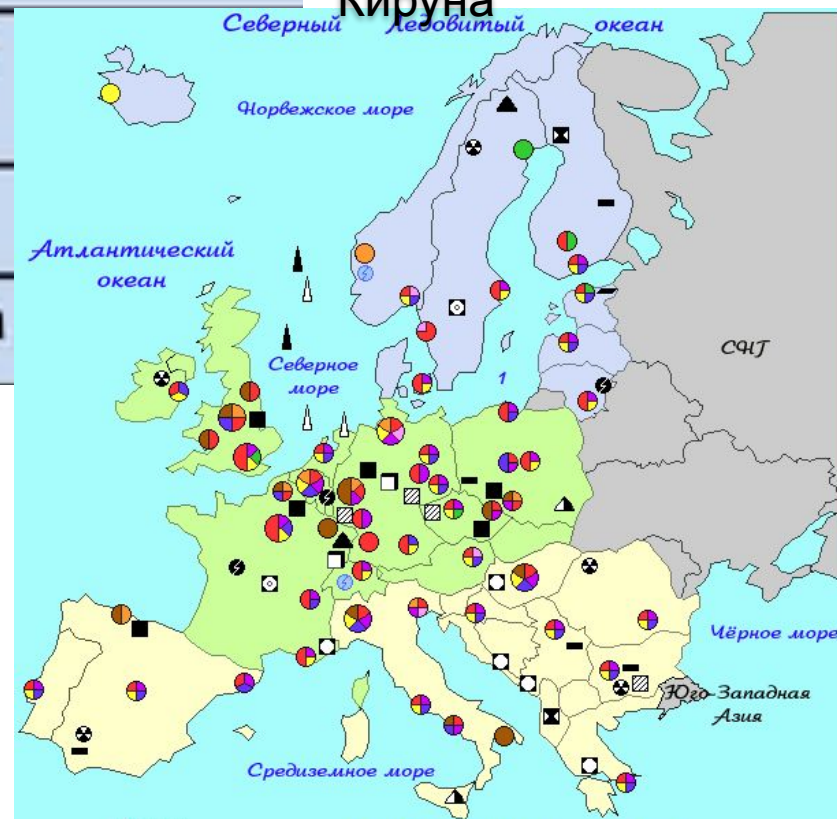 Кируна
Северный Ледовитый океан
Норвежское море
Атлантический
океан
СНГ
Северное
море
1
Чёрное море
Юго-Западная
Азия
Средиземное море